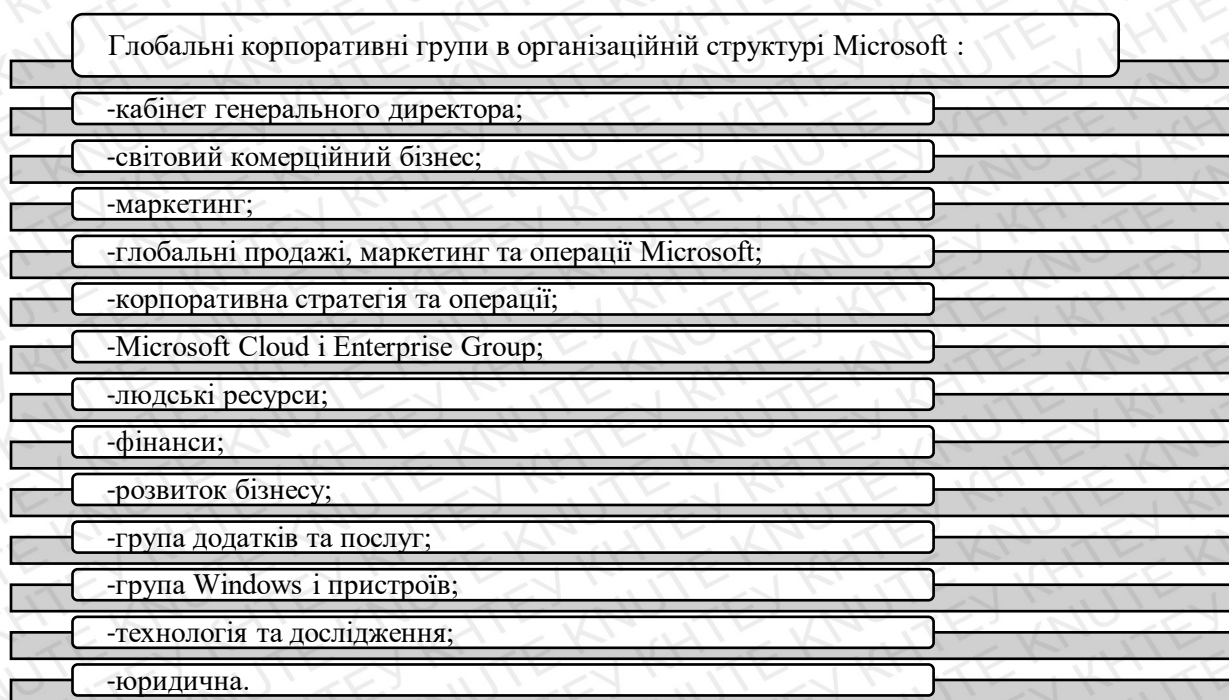 Глобальні корпоративні групи в організаційній структурі Microsoft :
-кабінет генерального директора;
-світовий комерційний бізнес;
-маркетинг;
-глобальні продажі, маркетинг та операції Microsoft;
-корпоративна стратегія та операції;
-Microsoft Cloud і Enterprise Group;
-людські ресурси;
-фінанси;
-розвиток бізнесу;
-група додатків та послуг;
-група Windows і пристроїв;
-технологія та дослідження;
-юридична.